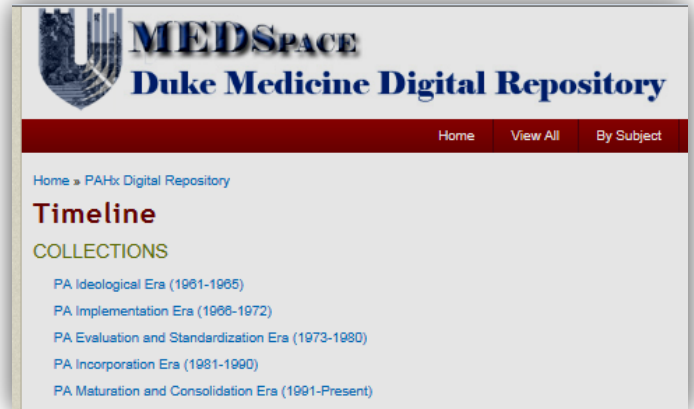 MEDSPACE
Duke Medicine Digital Repository
Home View All By Subject
Home » PAHx Digital Repository
Timeline
COLLECTIONS
PA Ideological Era (1961-1965)
PA Implementation Era (1966-1972)
PA Evaluation and Standardization Era (1973-1980)
PA Incorporation Era (1981-1990)
PA Maturation and Consolidation Era (1991-Present)